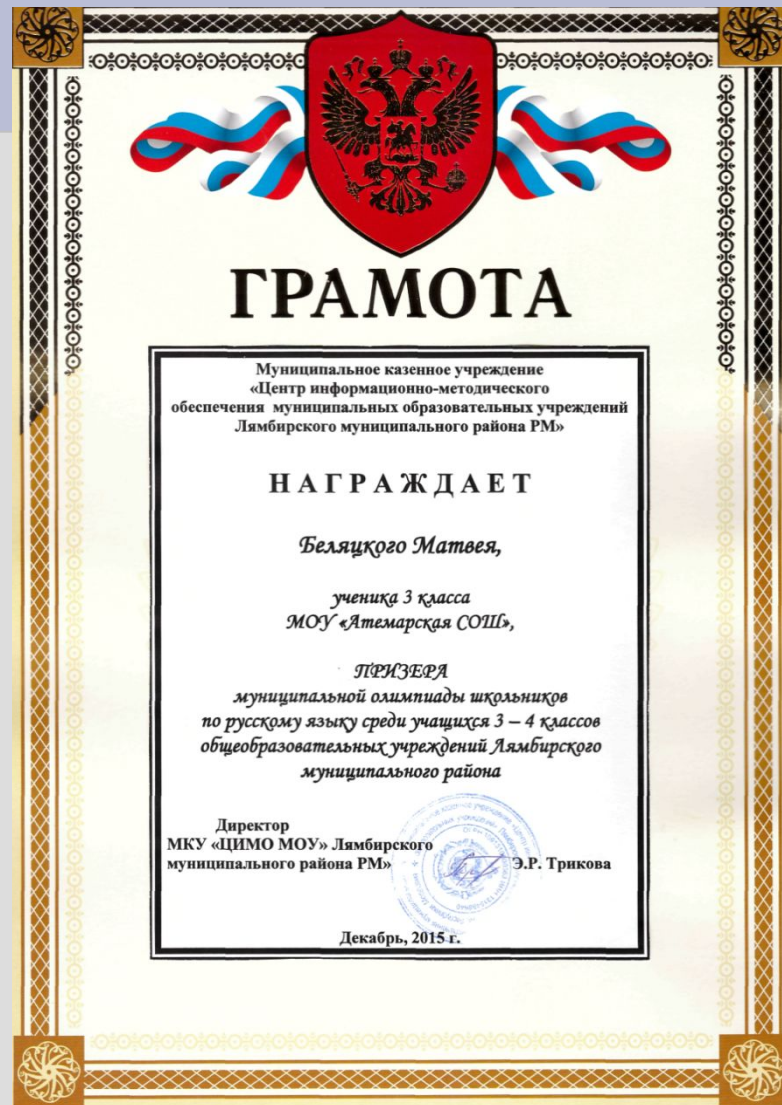 ГРАМОТА
Муниципальное казенное учреждение
«Центр информационно-методического
обеспечения муниципальных образовательных учреждений
Лямбирского муниципального района РМ»
НАГРАЖДАЕТ
Беляцкого Матвея,
ученика 3 класса
МОУ «Атемарская СОШ»,
ПРИЗЕРА
муниципальной олимпиады школьников
по русскому языку среди учащихся 3 – 4 классов
общеобразовательных учреждений Лямбирского
муниципального района
Директор
МКУ «ЦИМО МОУ» Лямбирского
муниципального района РМ» Э.Р. Трикова
Декабрь, 2015 г.